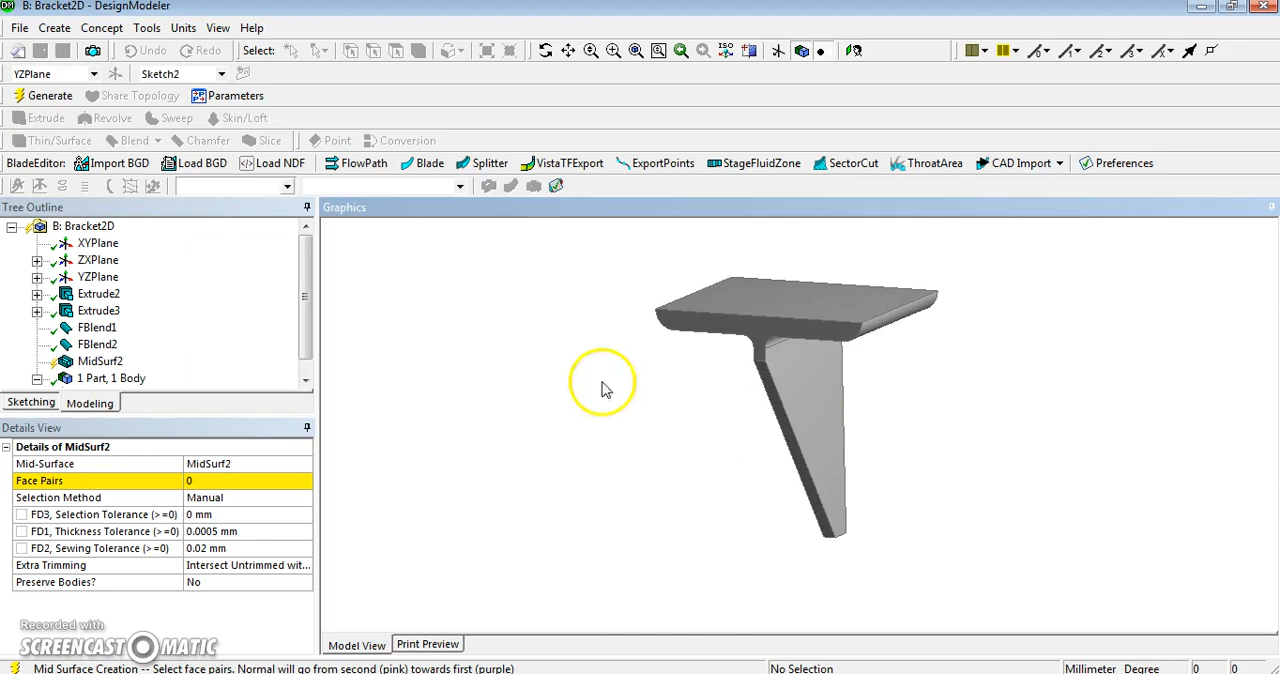 B: Bracket2D - DesignModeler
File Create Concept Tools Units View Help
Undo Redo Select: ISO
YZPlane Sketch2
Generate Share Topology Parameters
Extrude Revolve Sweep Skin/Loft
Thin/Surface Blend Chamfer Slice Point Conversion
BladeEditor: Import BGD Load BGD Load NDF FlowPath Blade Splitter VistaTFExport ExportPoints StageFluidZone SectorCut ThroatArea CAD Import Preferences
Tree Outline
B: Bracket2D
XYPlane
ZXPlane
YZPlane
Extrude2
Extrude3
FBlend1
FBlend2
MidSurf2
1 Part, 1 Body
Sketching Modeling
Details View
Details of MidSurf2
Mid-Surface MidSurf2
Face Pairs 0
Selection Method Manual
FD3, Selection Tolerance (>=0) 0 mm
FD1, Thickness Tolerance (>=0) 0.0005 mm
FD2, Sewing Tolerance (>=0) 0.02 mm
Extra Trimming Intersect Untrimmed wit...
Preserve Bodies? No
Graphics
Model View Print Preview
Recorded with
SCREENCAST-O-MATIC
Mid Surface Creation -- Select face pairs. Normal will go from second (pink) towards first (purple) No Selection Millimeter Degree 0 0